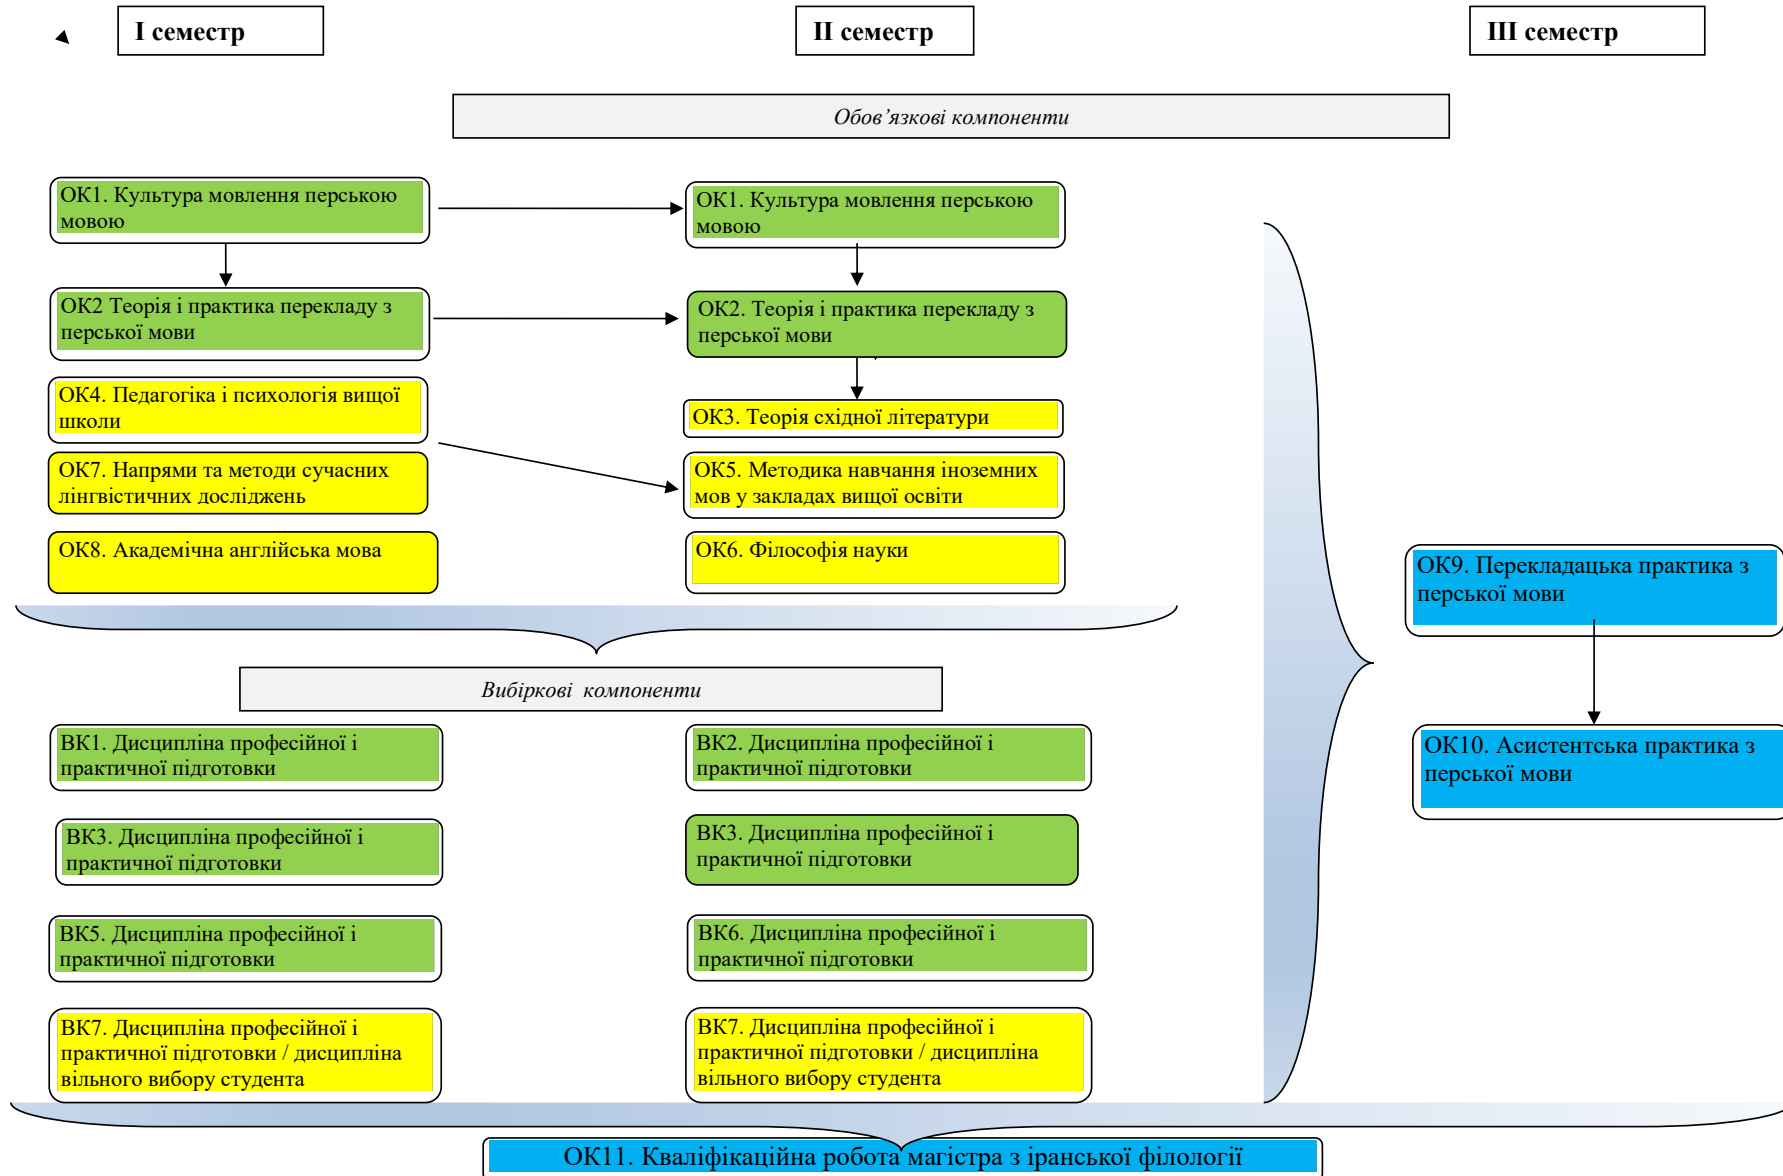 І семестр
ІІ семестр
ІІІ семестр
Обов’язкові компоненти
ОК1. Культура мовлення перською
мовою
ОК1. Культура мовлення перською
мовою
ОК2 Теорія і практика перекладу з
перської мови
ОК2. Теорія і практика перекладу з
перської мови
ОК4. Педагогіка і психологія вищої
школи
ОК3. Теорія східної літератури
ОК7. Напрями та методи сучасних
лінгвістичних досліджень
ОК5. Методика навчання іноземних
мов у закладах вищої освіти
ОК8. Академічна англійська мова
ОК6. Філософія науки
ОК9. Перекладацька практика з
перської мови
Вибіркові компоненти
ВК1. Дисципліна професійної і
практичної підготовки
ВК2. Дисципліна професійної і
практичної підготовки
ОК10. Асистентська практика з
перської мови
ВК3. Дисципліна професійної і
практичної підготовки
ВК3. Дисципліна професійної і
практичної підготовки
ВК5. Дисципліна професійної і
практичної підготовки
ВК6. Дисципліна професійної і
практичної підготовки
ВК7. Дисципліна професійної і
практичної підготовки / дисципліна
вільного вибору студента
ВК7. Дисципліна професійної і
практичної підготовки / дисципліна
вільного вибору студента
ОК11. Кваліфікаційна робота магістра з іранської філології